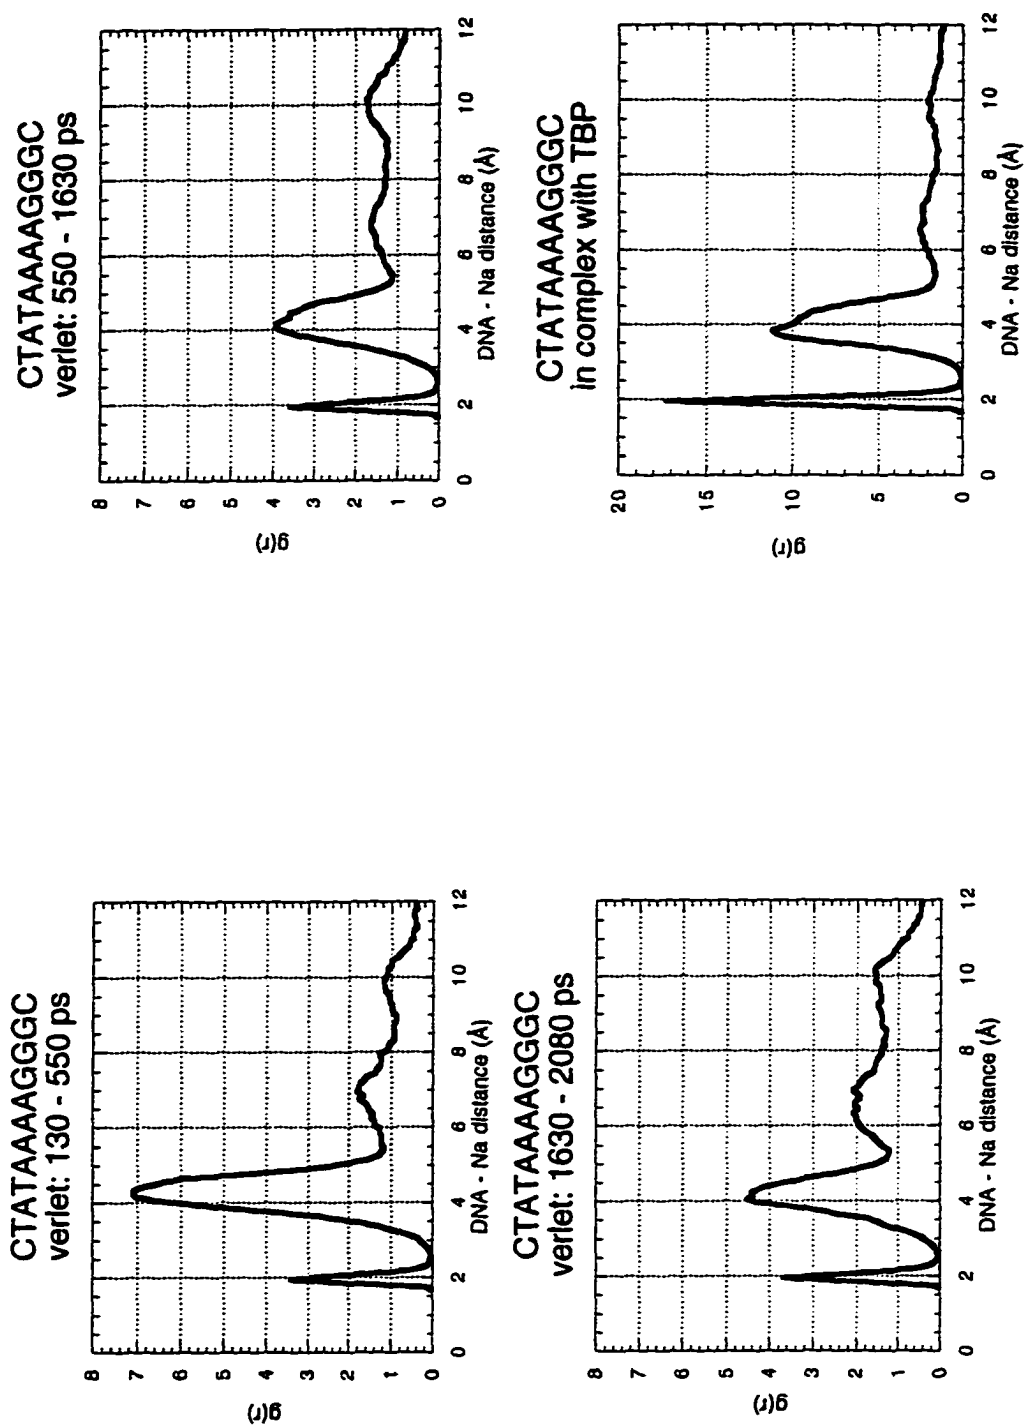 CTATAAAAGGGC
verlet: 130 - 550 ps
8
7
6
5
4
3
2
1
0
g(r)
0 2 4 6 8 10 12
DNA - Na distance (Å)
CTATAAAAGGGC
verlet: 550 - 1630 ps
8
7
6
5
4
3
2
1
0
g(r)
0 2 4 6 8 10 12
DNA - Na distance (Å)
CTATAAAAGGGC
verlet: 1630 - 2080 ps
8
7
6
5
4
3
2
1
0
g(r)
0 2 4 6 8 10 12
DNA - Na distance (Å)
CTATAAAAGGGC
in complex with TBP
20
15
10
5
0
g(r)
0 2 4 6 8 10 12
DNA - Na distance (Å)